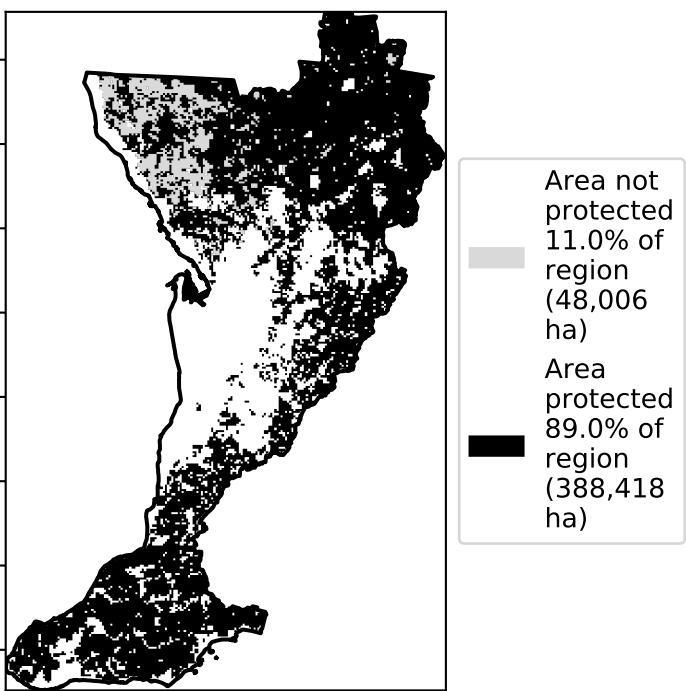 Area not
protected
11.0% of
region
(48,006
ha)
Area
protected
89.0% of
region
(388,418
ha)